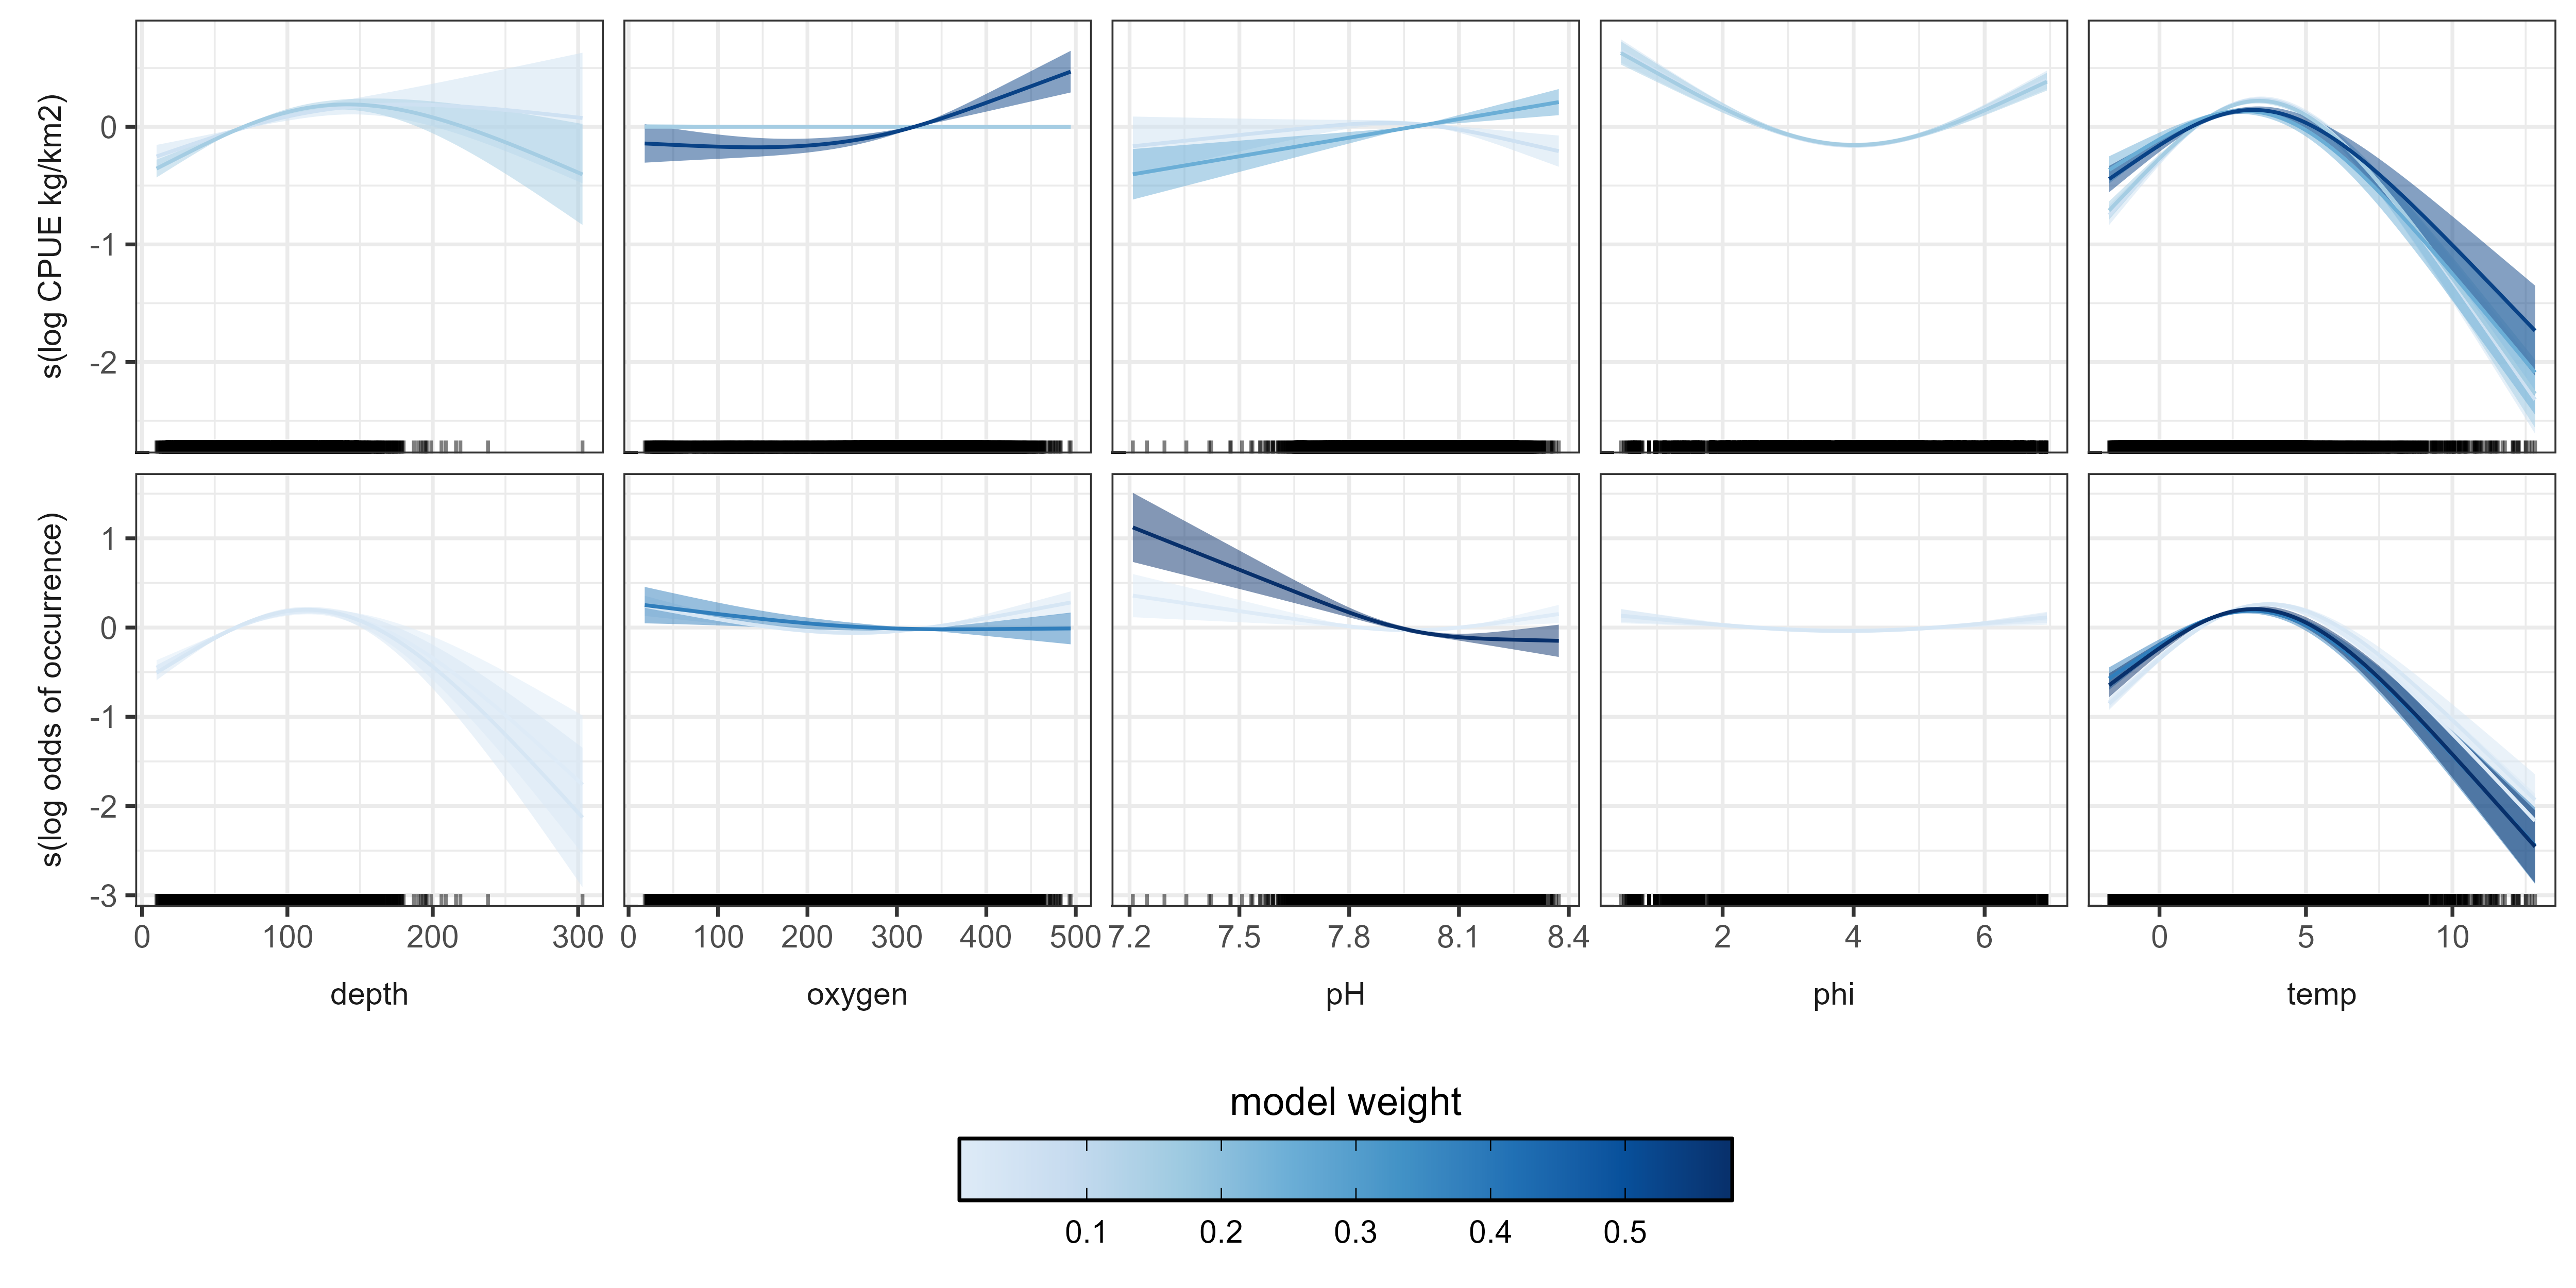 s(log CPUE kg/km2)
0
-1
-2
s(log odds of occurrence)
1
0
-1
-2
-3
0 100 200 300 0 100 200 300 400 500 7.2 7.5 7.8 8.1 8.4 2 4 6 0 5 10
depth oxygen pH phi temp
model weight
0.1 0.2 0.3 0.4 0.5